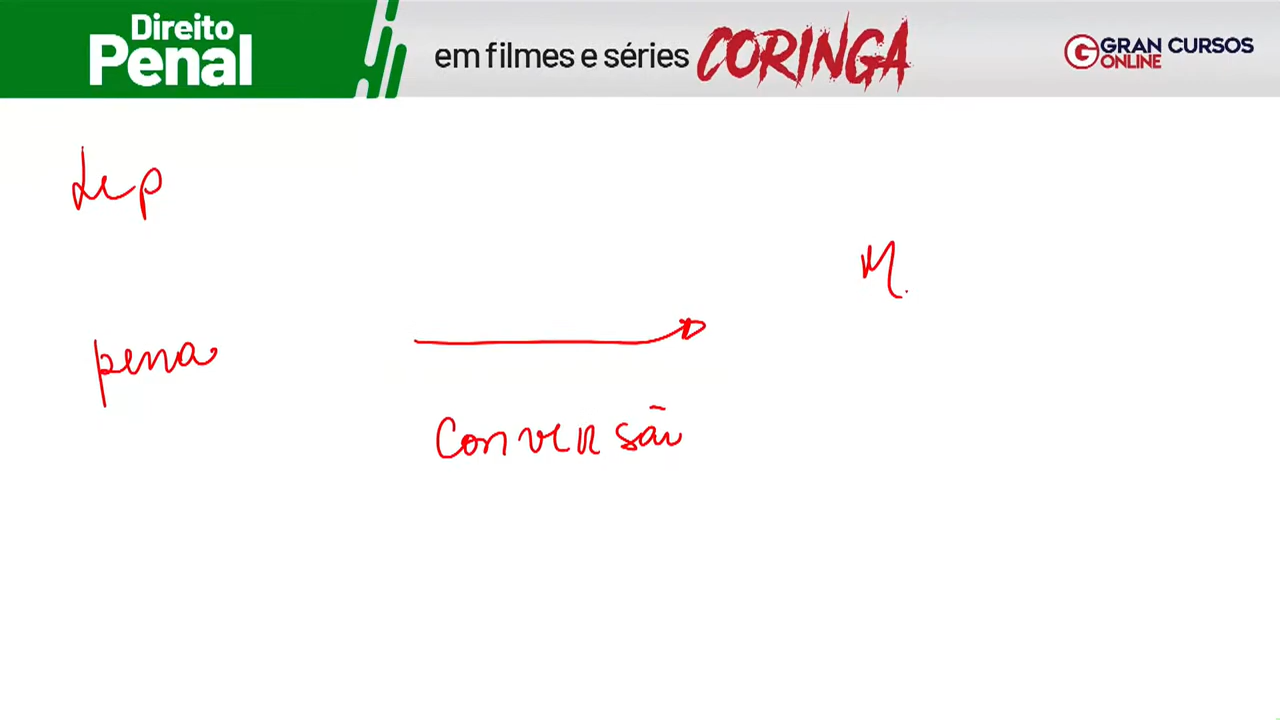 Direito
Penal
em filmes e séries CORINGA
GRAN CURSOS
ONLINE
Lep
M.
pena
Conversão